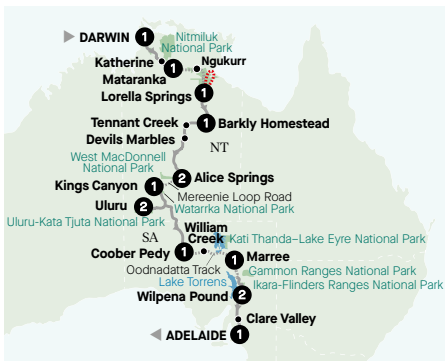 DARWIN 1
Nitmiluk
National Park
Katherine
Ngukurr
Mataranka 1
Lorella Springs 1
Tennant Creek
1 Barkly Homestead
Devils Marbles
NT
West MacDonnell
National Park
2 Alice Springs
Kings Canyon 1
Mereenie Loop Road
Uluru 2
Watarrka National Park
Uluru-Kata Tjuta National Park
SA
William
Creek
Kati Thanda–Lake Eyre National Park
Coober Pedy 1
1 Marree
Oodnadatta Track
Gammon Ranges National Park
Lake Torrens
Ikara-Flinders Ranges National Park
Wilpena Pound 2
Clare Valley
ADELAIDE 1